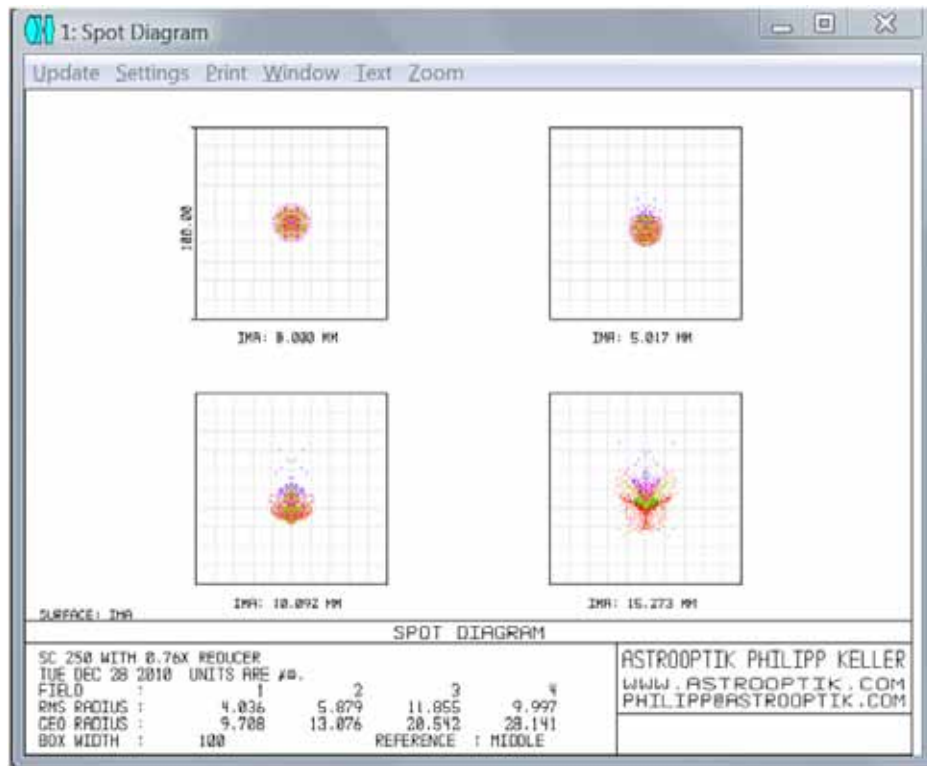 1: Spot Diagram
Update Settings Print Window Text Zoom
100.00
IMA: 0.000 MM
IMA: 5.017 MM
IMA: 10.092 MM
IMA: 15.273 MM
SURFACE: IMA
SPOT DIAGRAM
SC 250 WITH 0.76X REDUCER
TUE DEC 28 2010 UNITS ARE µm.
FIELD : 1 2 3 4
RMS RADIUS : 4.036 5.879 11.855 9.997
GEO RADIUS : 9.708 13.076 20.542 28.141
BOX WIDTH : 100 REFERENCE : MIDDLE
ASTROOPTIK PHILIPP KELLER
WWW.ASTROOPTIK.COM
PHILIPP@ASTROOPTIK.COM